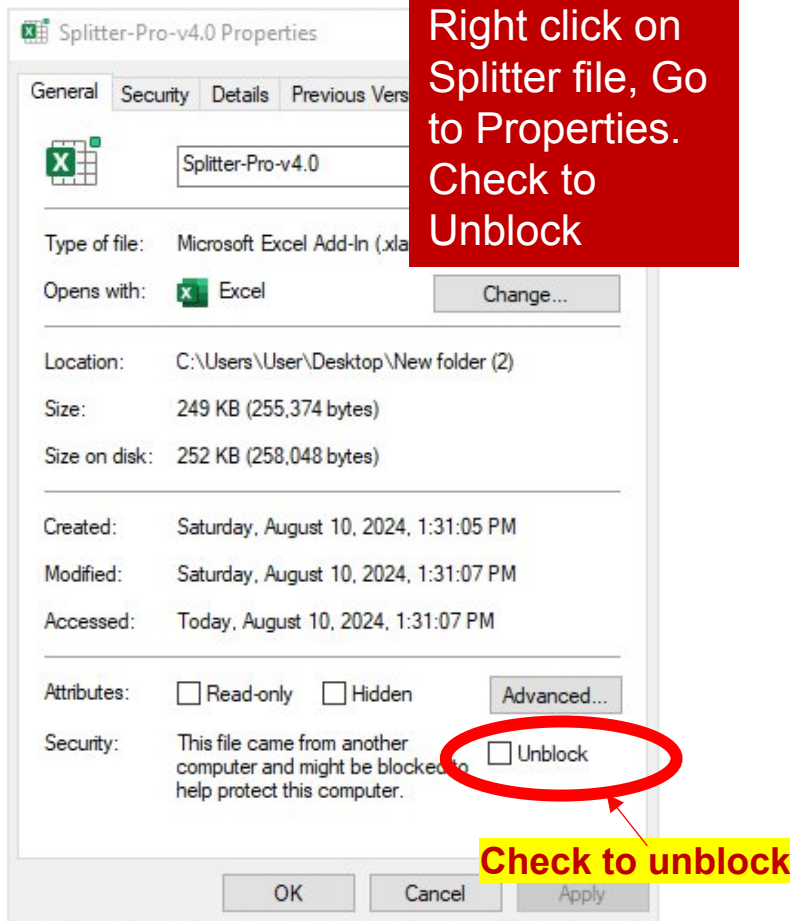 Splitter-Pro-v4.0 Properties
Right click on
Splitter file, Go
to Properties.
Check to
Unblock
General Security Details Previous Vers
Splitter-Pro-v4.0
Type of file: Microsoft Excel Add-In (.xla
Opens with: Excel Change...
Location: C:\Users\User\Desktop\New folder (2)
Size: 249 KB (255,374 bytes)
Size on disk: 252 KB (258,048 bytes)
Created: Saturday, August 10, 2024, 1:31:05 PM
Modified: Saturday, August 10, 2024, 1:31:07 PM
Accessed: Today, August 10, 2024, 1:31:07 PM
Attributes: Read-only Hidden Advanced...
Security: This file came from another
computer and might be blocked to
help protect this computer.
Unblock
Check to unblock
OK Cancel Apply